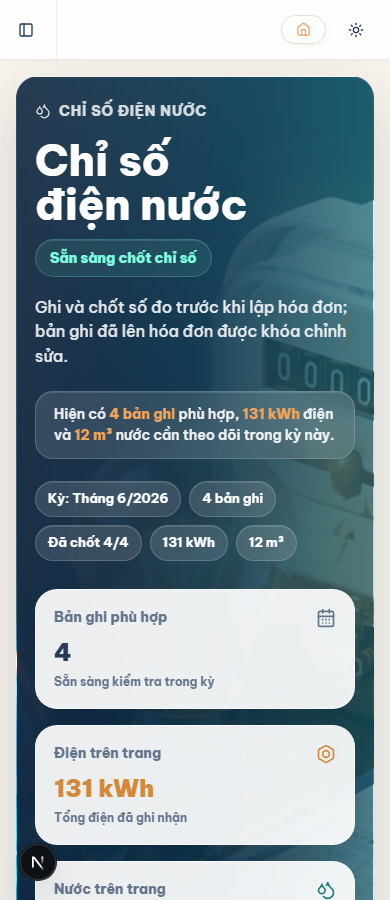 CHỈ SỐ ĐIỆN NƯỚC
Chỉ số
điện nước
Sẵn sàng chốt chỉ số
Ghi và chốt số đo trước khi lập hóa đơn;
bản ghi đã lên hóa đơn được khóa chỉnh
sửa.
Hiện có 4 bản ghi phù hợp, 131 kWh điện
và 12 m³ nước cần theo dõi trong kỳ này.
Kỳ: Tháng 6/2026
4 bản ghi
Đã chốt 4/4
131 kWh
12 m³
Bản ghi phù hợp
4
Sẵn sàng kiểm tra trong kỳ
Điện trên trang
131 kWh
Tổng điện đã ghi nhận
N
Nước trên trang